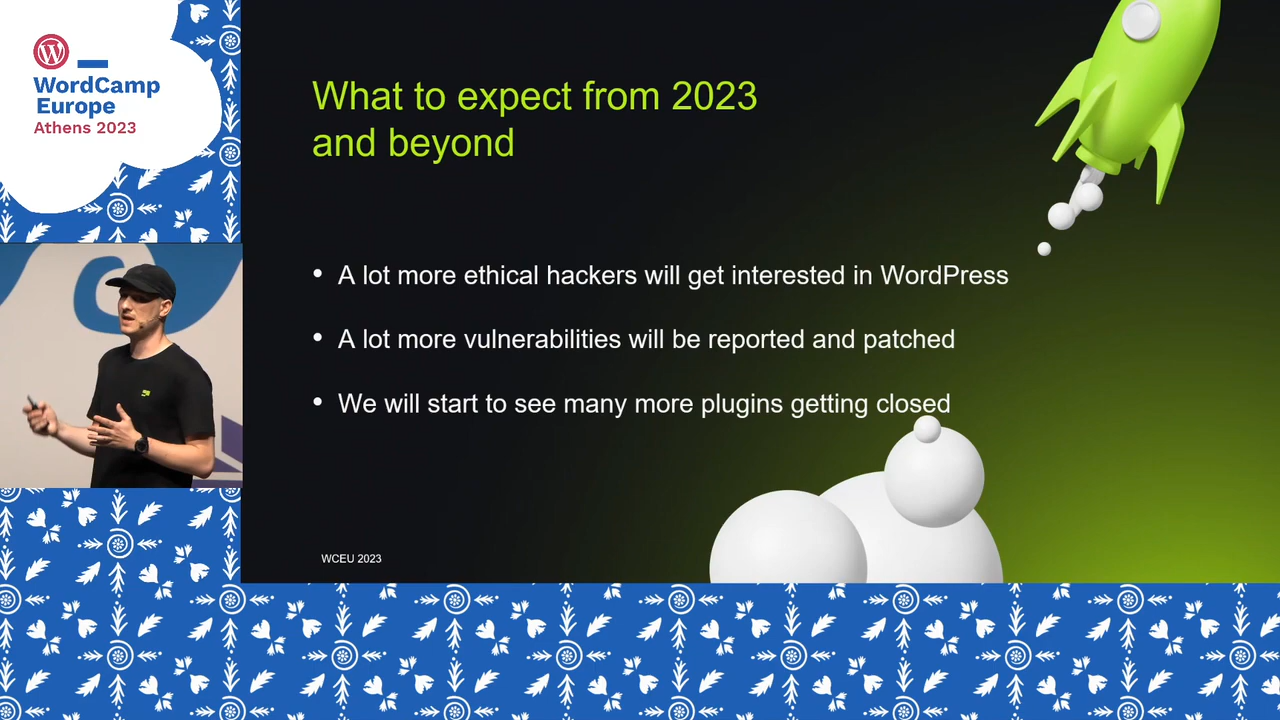 WordCamp
Europe
Athens 2023
What to expect from 2023
and beyond
• A lot more ethical hackers will get interested in WordPress
• A lot more vulnerabilities will be reported and patched
• We will start to see many more plugins getting closed
WCEU 2023